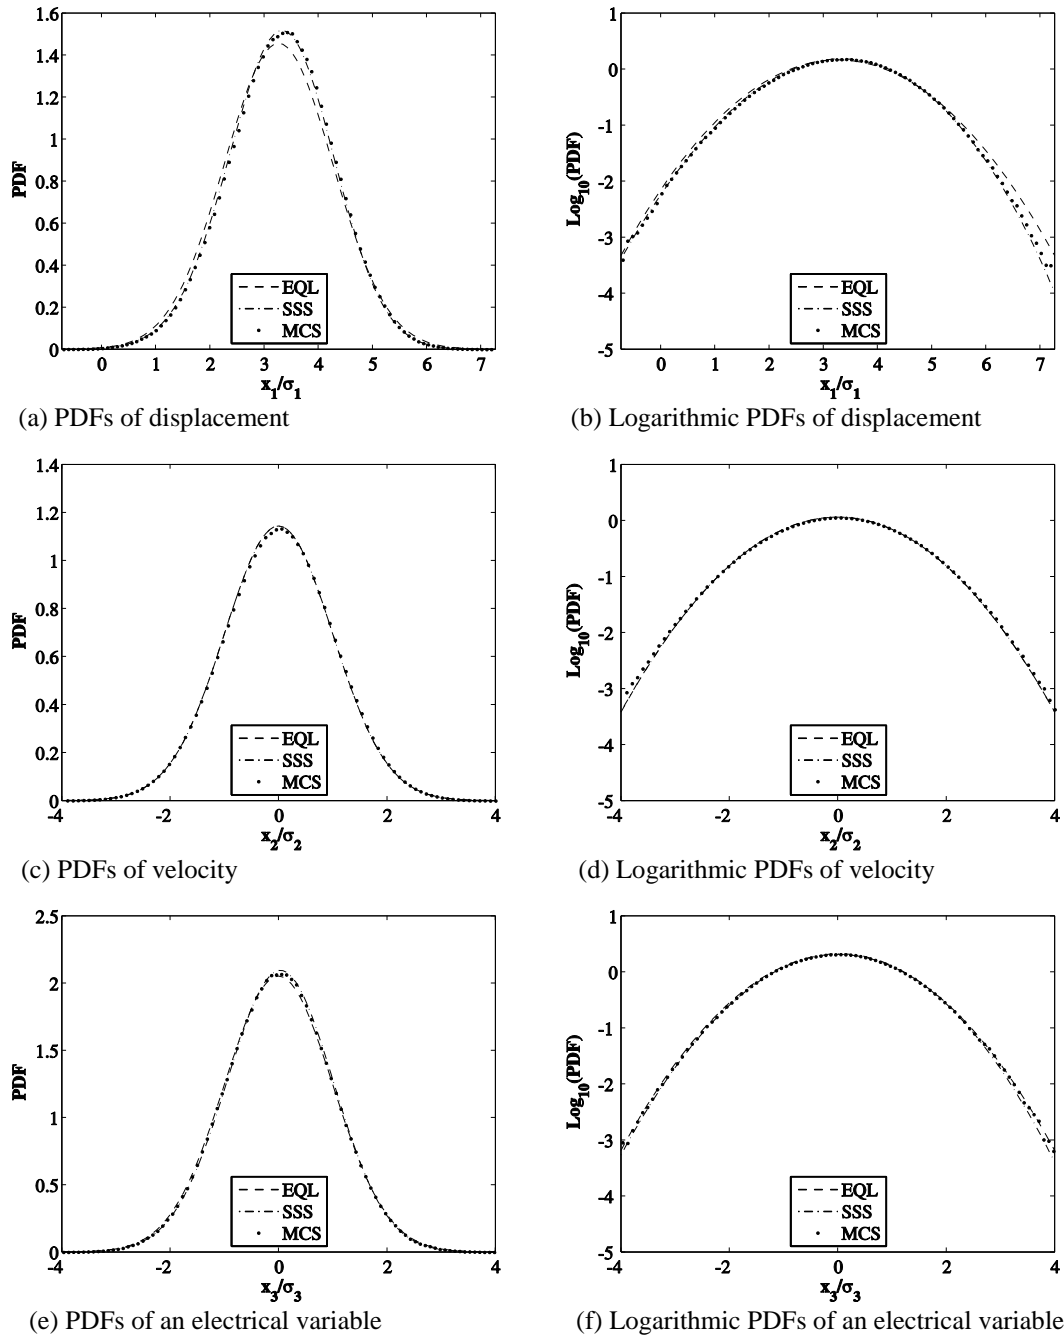 1.6
1.4
1.2
1
0.8
0.6
0.4
0.2
0
PDF
EQL
SSS
MCS
0 1 2 3 4 5 6 7
x1/σ1
(a) PDFs of displacement
1
0
-1
-2
-3
-4
-5
Log10(PDF)
EQL
SSS
MCS
0 1 2 3 4 5 6 7
x1/σ1
(b) Logarithmic PDFs of displacement
1.4
1.2
1
0.8
0.6
0.4
0.2
0
PDF
EQL
SSS
MCS
-4 -2 0 2 4
x2/σ2
(c) PDFs of velocity
1
0
-1
-2
-3
-4
-5
Log10(PDF)
EQL
SSS
MCS
-4 -2 0 2 4
x2/σ2
(d) Logarithmic PDFs of velocity
2.5
2
1.5
1
0.5
0
PDF
EQL
SSS
MCS
-4 -2 0 2 4
x3/σ3
(e) PDFs of an electrical variable
1
0
-1
-2
-3
-4
-5
Log10(PDF)
EQL
SSS
MCS
-4 -2 0 2 4
x3/σ3
(f) Logarithmic PDFs of an electrical variable